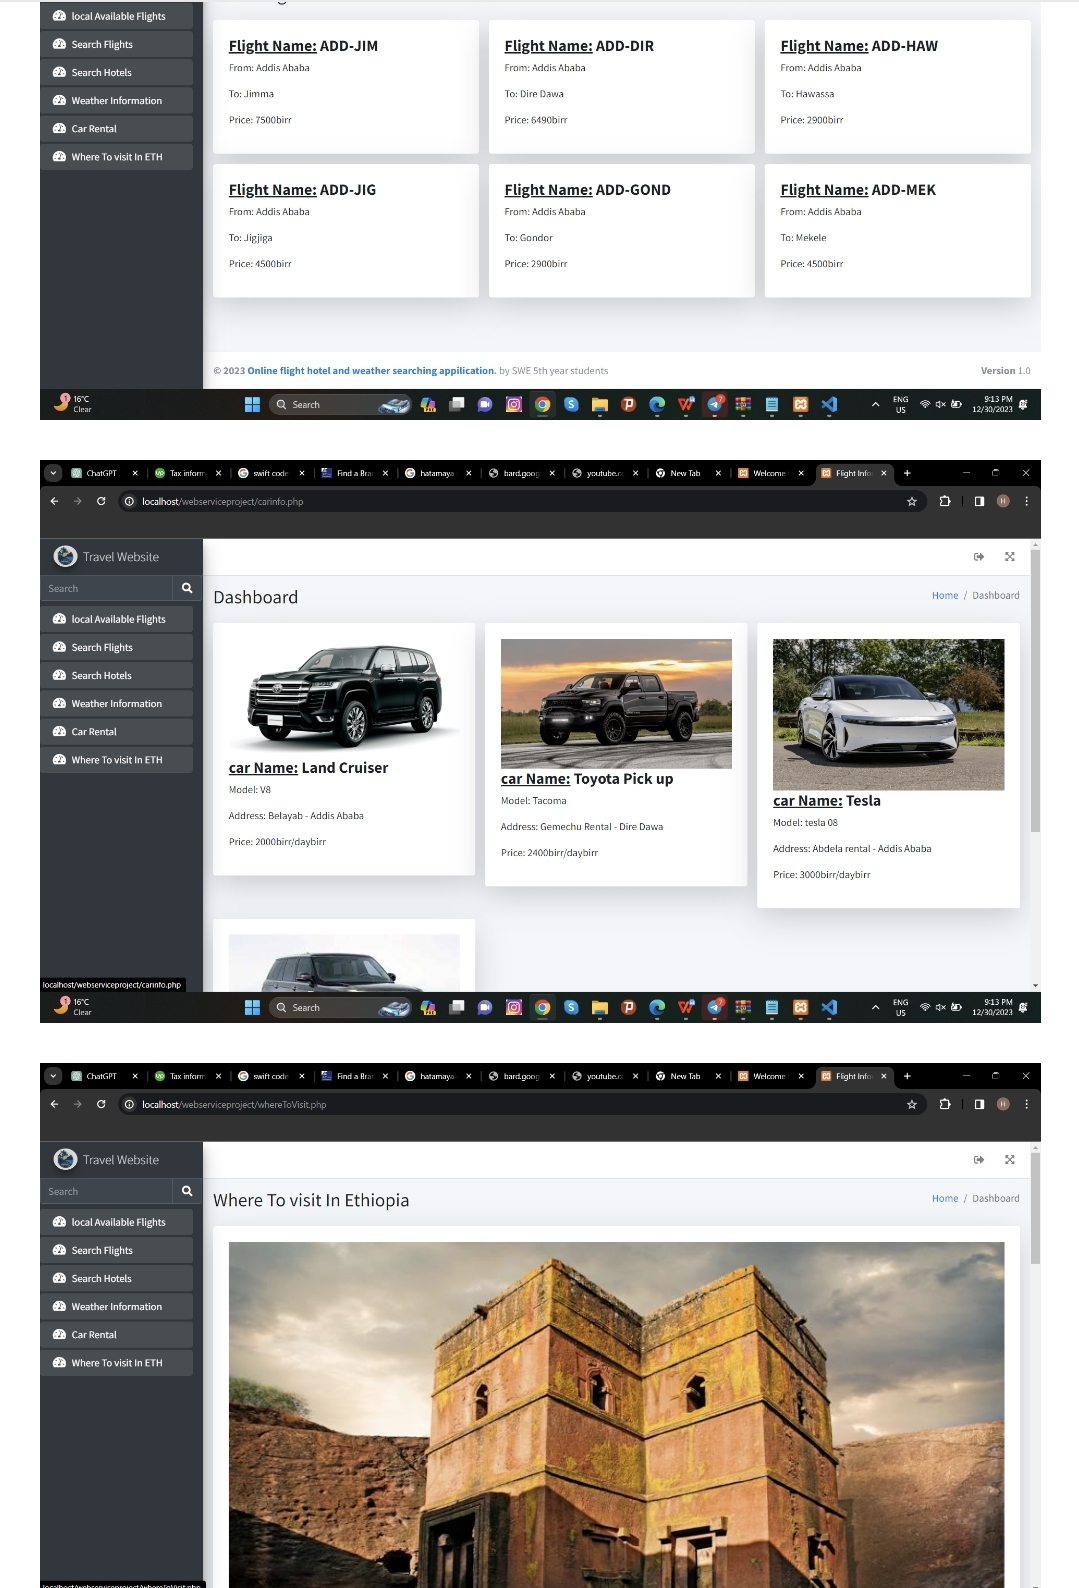 local Available Flights
Search Flights
Search Hotels
Weather Information
Car Rental
Where To visit In ETH
Flight Name: ADD-JIM
From: Addis Ababa
To: Jimma
Price: 7500birr
Flight Name: ADD-DIR
From: Addis Ababa
To: Dire Dawa
Price: 6490birr
Flight Name: ADD-HAW
From: Addis Ababa
To: Hawassa
Price: 2900birr
Flight Name: ADD-JIG
From: Addis Ababa
To: Jigjiga
Price: 4500birr
Flight Name: ADD-GOND
From: Addis Ababa
To: Gondor
Price: 2900birr
Flight Name: ADD-MEK
From: Addis Ababa
To: Mekele
Price: 4500birr
© 2023 Online flight hotel and weather searching appilication. by SWE 5th year students
Version 1.0
1
16°C
Clear
Search
7
ENG
US
9:13 PM
12/30/2023
ChatGPT
Tax inform
swift code
Find a Bra
hatamaya
bard.goog
youtube.c
New Tab
Welcome
Flight Info
localhost/webserviceproject/carinfo.php
Travel Website
Search
local Available Flights
Search Flights
Search Hotels
Weather Information
Car Rental
Where To visit In ETH
Dashboard
Home / Dashboard
car Name: Land Cruiser
Model: V8
Address: Belayab - Addis Ababa
Price: 2000birr/daybirr
car Name: Toyota Pick up
Model: Tacoma
Address: Gemechu Rental - Dire Dawa
Price: 2400birr/daybirr
car Name: Tesla
Model: tesla 08
Address: Abdela rental - Addis Ababa
Price: 3000birr/daybirr
localhost/webserviceproject/carinfo.php
1
16°C
Clear
Search
7
ENG
US
9:13 PM
12/30/2023
ChatGPT
Tax inform
swift code
Find a Bra
hatamaya
bard.goog
youtube.c
New Tab
Welcome
Flight Info
localhost/webserviceproject/whereToVisit.php
Travel Website
Search
local Available Flights
Search Flights
Search Hotels
Weather Information
Car Rental
Where To visit In ETH
Where To visit In Ethiopia
Home / Dashboard